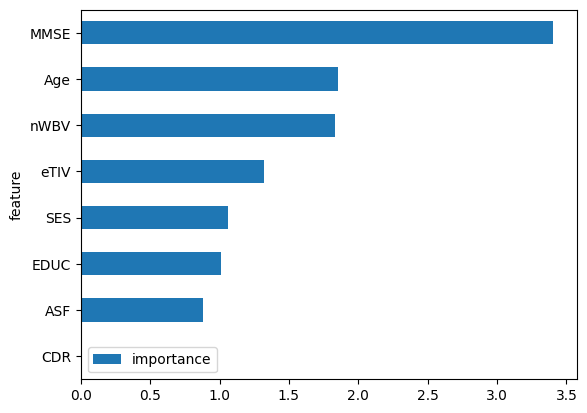 MMSE
Age
nWBV
eTIV
SES
EDUC
ASF
CDR
feature
importance
0.0 0.5 1.0 1.5 2.0 2.5 3.0 3.5